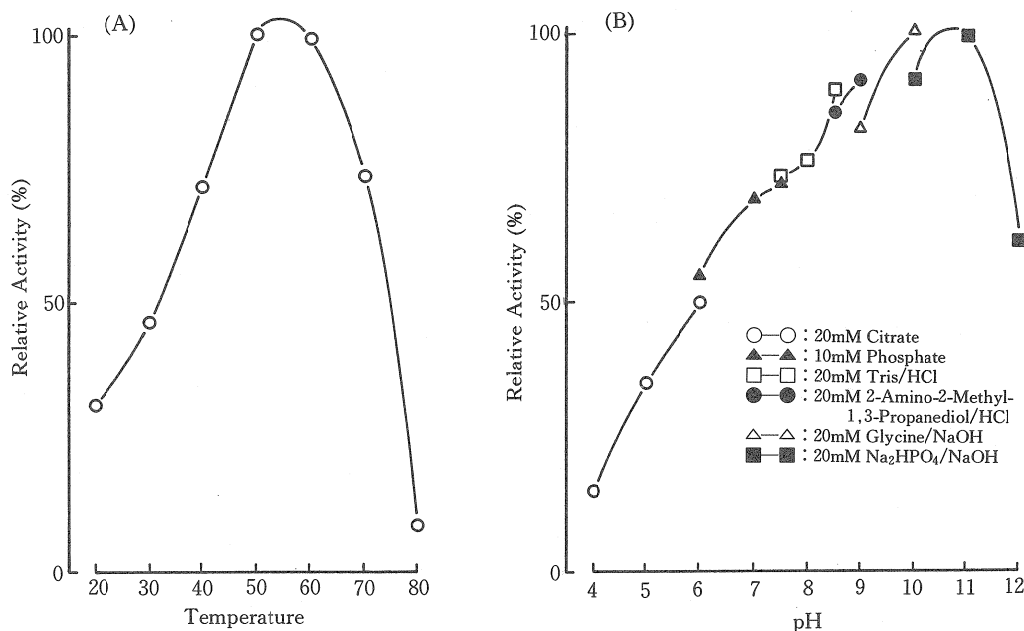 (A)
100
50
0
20 30 40 50 60 70 80
Temperature
Relative Activity (%)
(B)
100
50
0
4 5 6 7 8 9 10 11 12
pH
Relative Activity (%)
: 20mM Citrate
: 10mM Phosphate
: 20mM Tris/HCl
: 20mM 2-Amino-2-Methyl-
1,3-Propanediol/HCl
: 20mM Glycine/NaOH
: 20mM Na₂HPO₄/NaOH